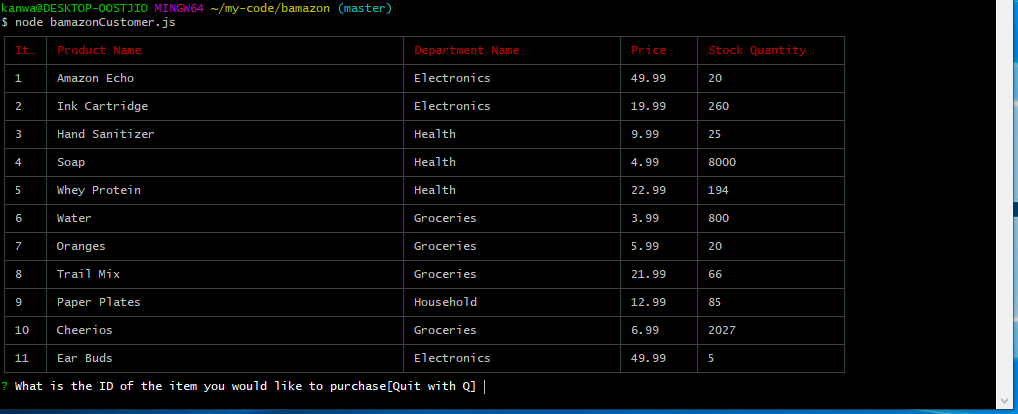 kanwa@DESKTOP-OOSTJIO MINGW64 ~/my-code/bamazon (master)
$ node bamazonCustomer.js
It… Product Name Department Name Price Stock Quantity
1 Amazon Echo Electronics 49.99 20
2 Ink Cartridge Electronics 19.99 260
3 Hand Sanitizer Health 9.99 25
4 Soap Health 4.99 8000
5 Whey Protein Health 22.99 194
6 Water Groceries 3.99 800
7 Oranges Groceries 5.99 20
8 Trail Mix Groceries 21.99 66
9 Paper Plates Household 12.99 85
10 Cheerios Groceries 6.99 2027
11 Ear Buds Electronics 49.99 5
? What is the ID of the item you would like to purchase[Quit with Q]